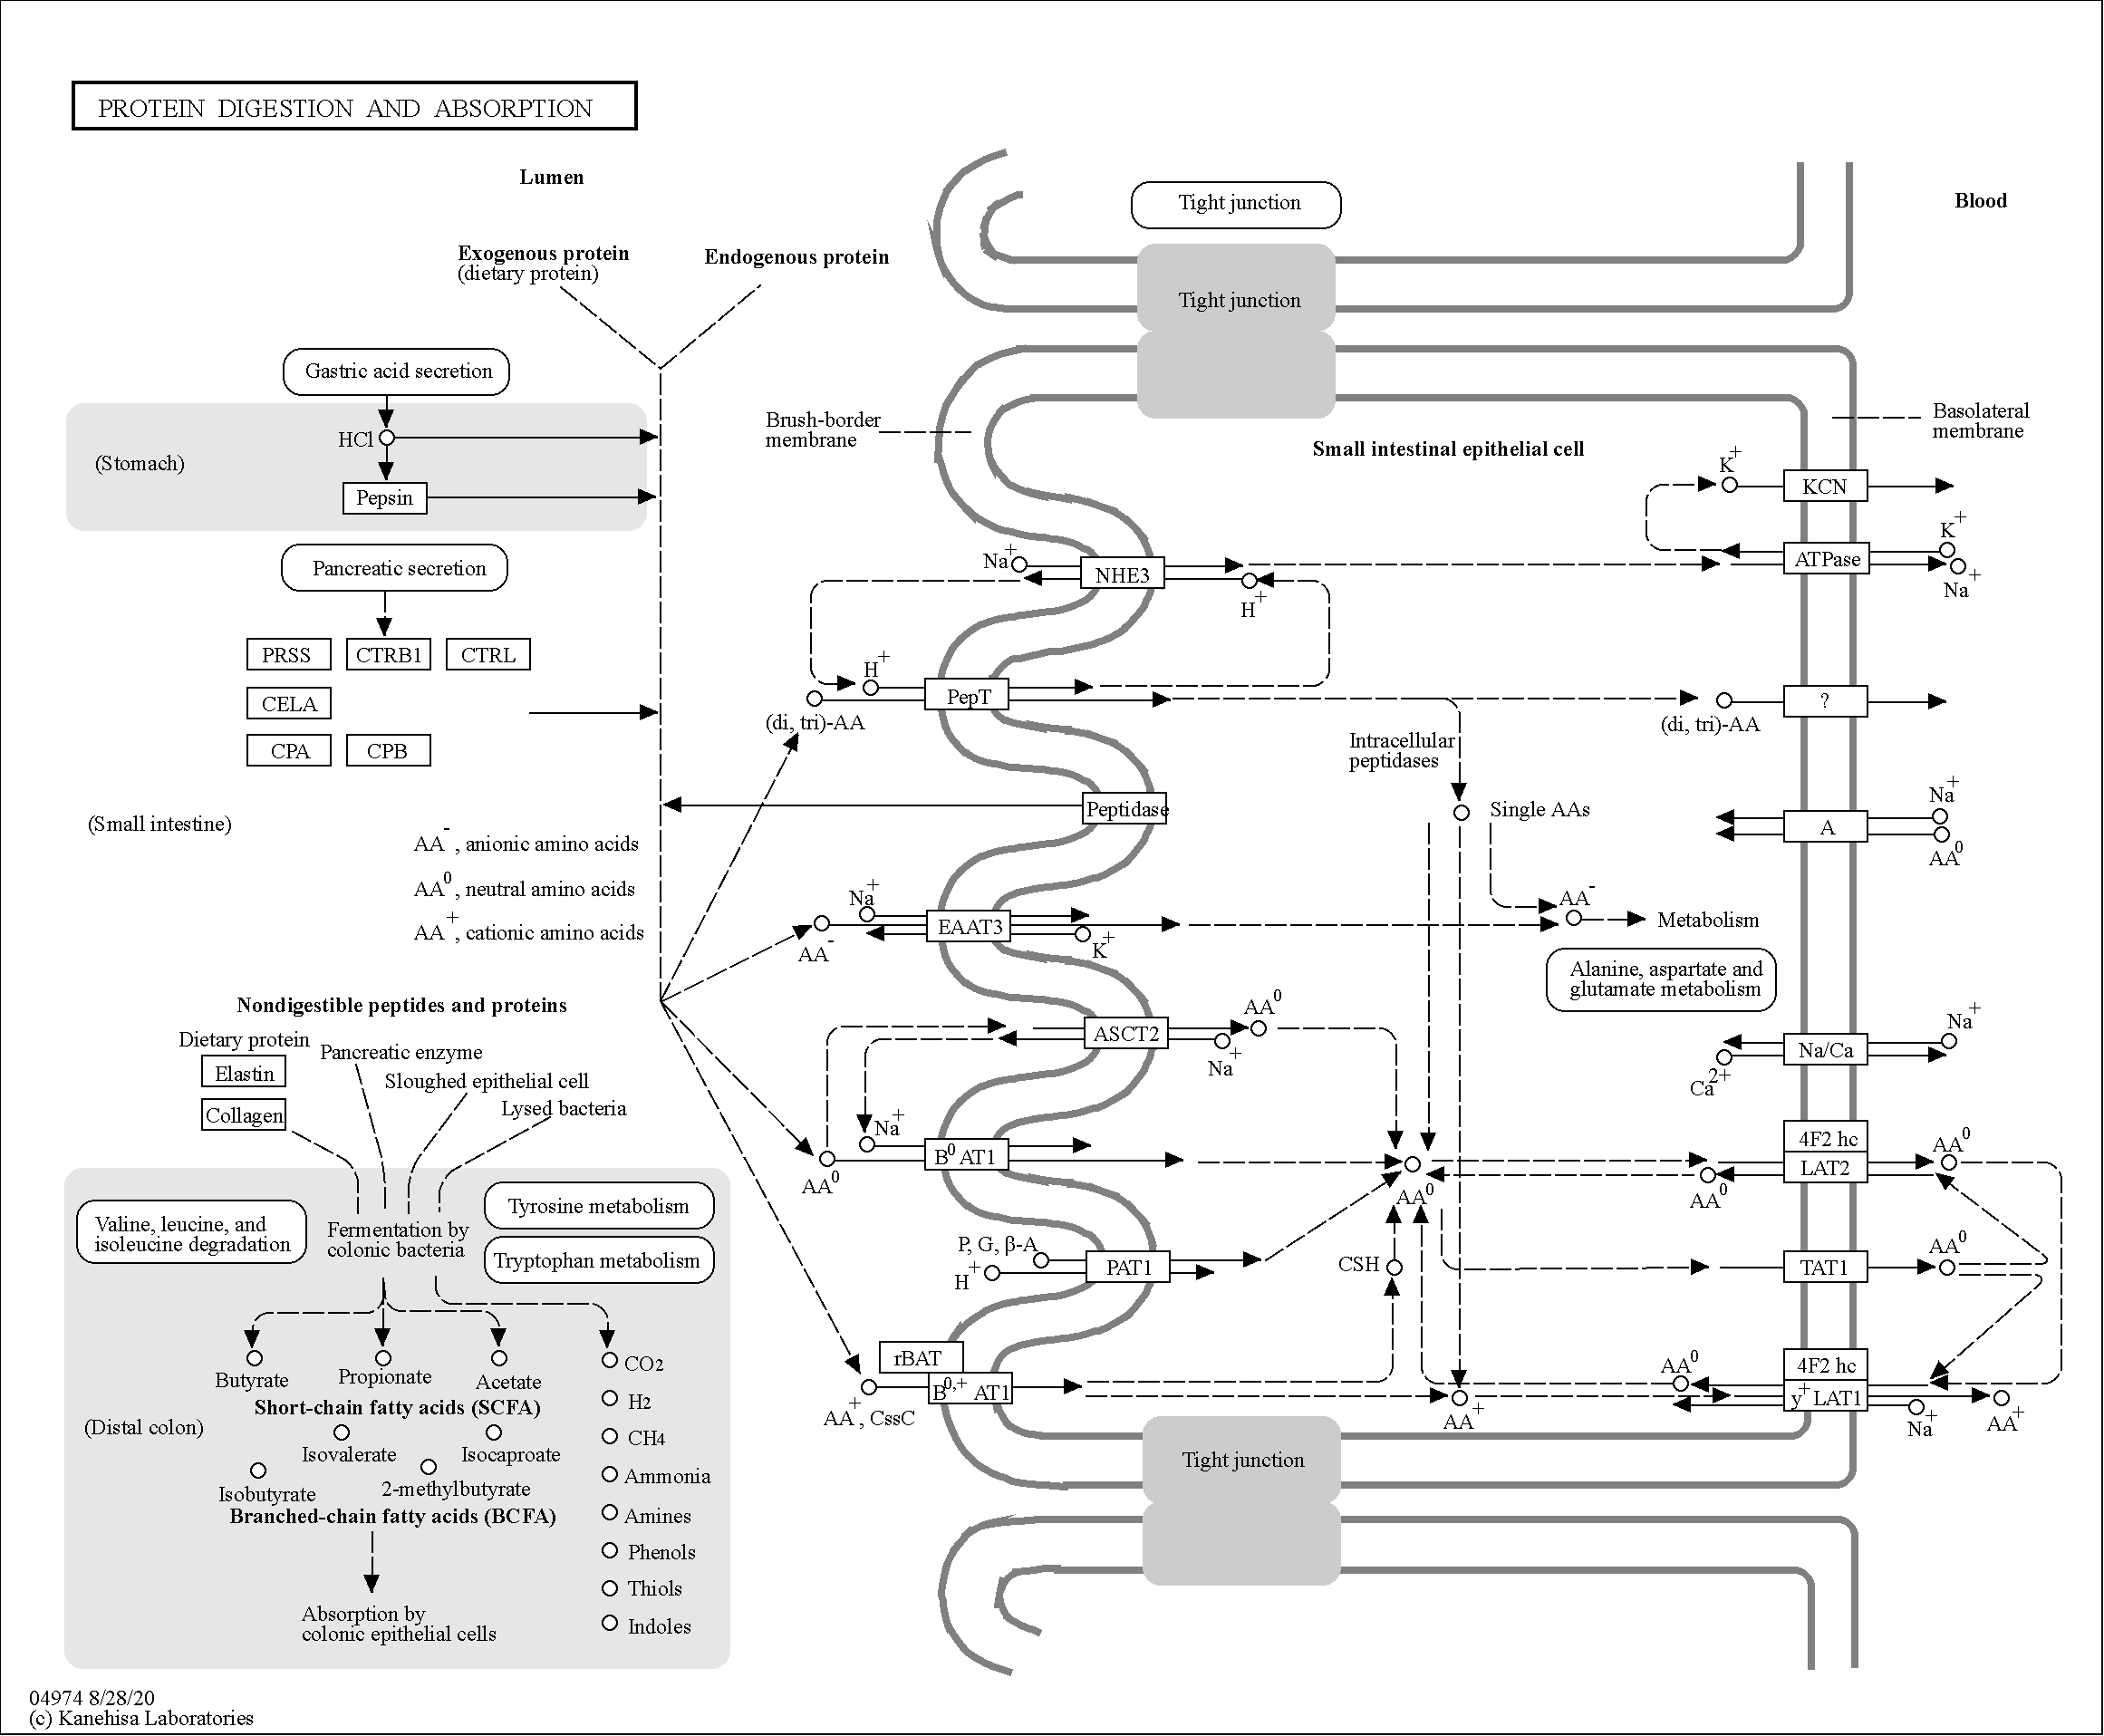 PROTEIN DIGESTION AND ABSORPTION
Lumen
Blood
Tight junction
Exogenous protein
(dietary protein)
Endogenous protein
Tight junction
Gastric acid secretion
HCl
(Stomach)
Pepsin
Brush-border
membrane
Small intestinal epithelial cell
Basolateral
membrane
K+
KCN
K+
ATPase
Na+
Na+
NHE3
H+
Pancreatic secretion
PRSS
CTRB1
CTRL
CELA
CPA
CPB
H+
PepT
(di, tri)-AA
?
(di, tri)-AA
Intracellular
peptidases
Peptidase
Single AAs
Na+
A
AA0
(Small intestine)
AA-, anionic amino acids
AA0, neutral amino acids
AA+, cationic amino acids
Na+
EAAT3
AA-
K+
AA-
Metabolism
Alanine, aspartate and
glutamate metabolism
Nondigestible peptides and proteins
Dietary protein
Elastin
Collagen
Pancreatic enzyme
Sloughed epithelial cell
Lysed bacteria
AA0
ASCT2
Na+
Na+
Na/Ca
Ca2+
Na+
B0 AT1
AA0
AA0
4F2 hc
LAT2
AA0
AA0
Valine, leucine, and
isoleucine degradation
Fermentation by
colonic bacteria
Tyrosine metabolism
Tryptophan metabolism
P, G, β-A
H+
PAT1
CSH
TAT1
AA0
Butyrate
Propionate
Acetate
Short-chain fatty acids (SCFA)
(Distal colon)
Isovalerate
Isocaproate
Isobutyrate
2-methylbutyrate
Branched-chain fatty acids (BCFA)
Absorption by
colonic epithelial cells
CO2
H2
CH4
Ammonia
Amines
Phenols
Thiols
Indoles
rBAT
B0,+ AT1
AA+, CssC
AA+
AA0
4F2 hc
y+ LAT1
Na+
AA+
Tight junction
04974 8/28/20
(c) Kanehisa Laboratories